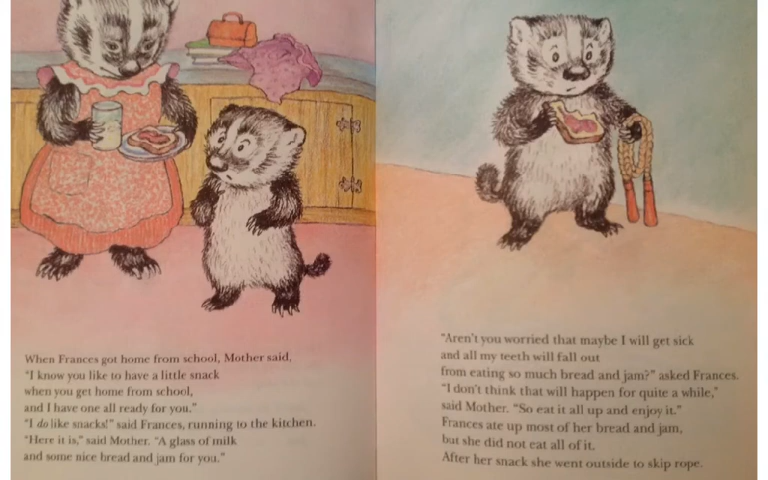 When Frances got home from school, Mother said,
"I know you like to have a little snack
when you get home from school,
and I have one all ready for you."
"I do like snacks!" said Frances, running to the kitchen.
"Here it is," said Mother. "A glass of milk
and some nice bread and jam for you."
"Aren't you worried that maybe I will get sick
and all my teeth will fall out
from eating so much bread and jam?" asked Frances.
"I don't think that will happen for quite a while,"
said Mother. "So eat it all up and enjoy it."
Frances ate up most of her bread and jam,
but she did not eat all of it.
After her snack she went outside to skip rope.